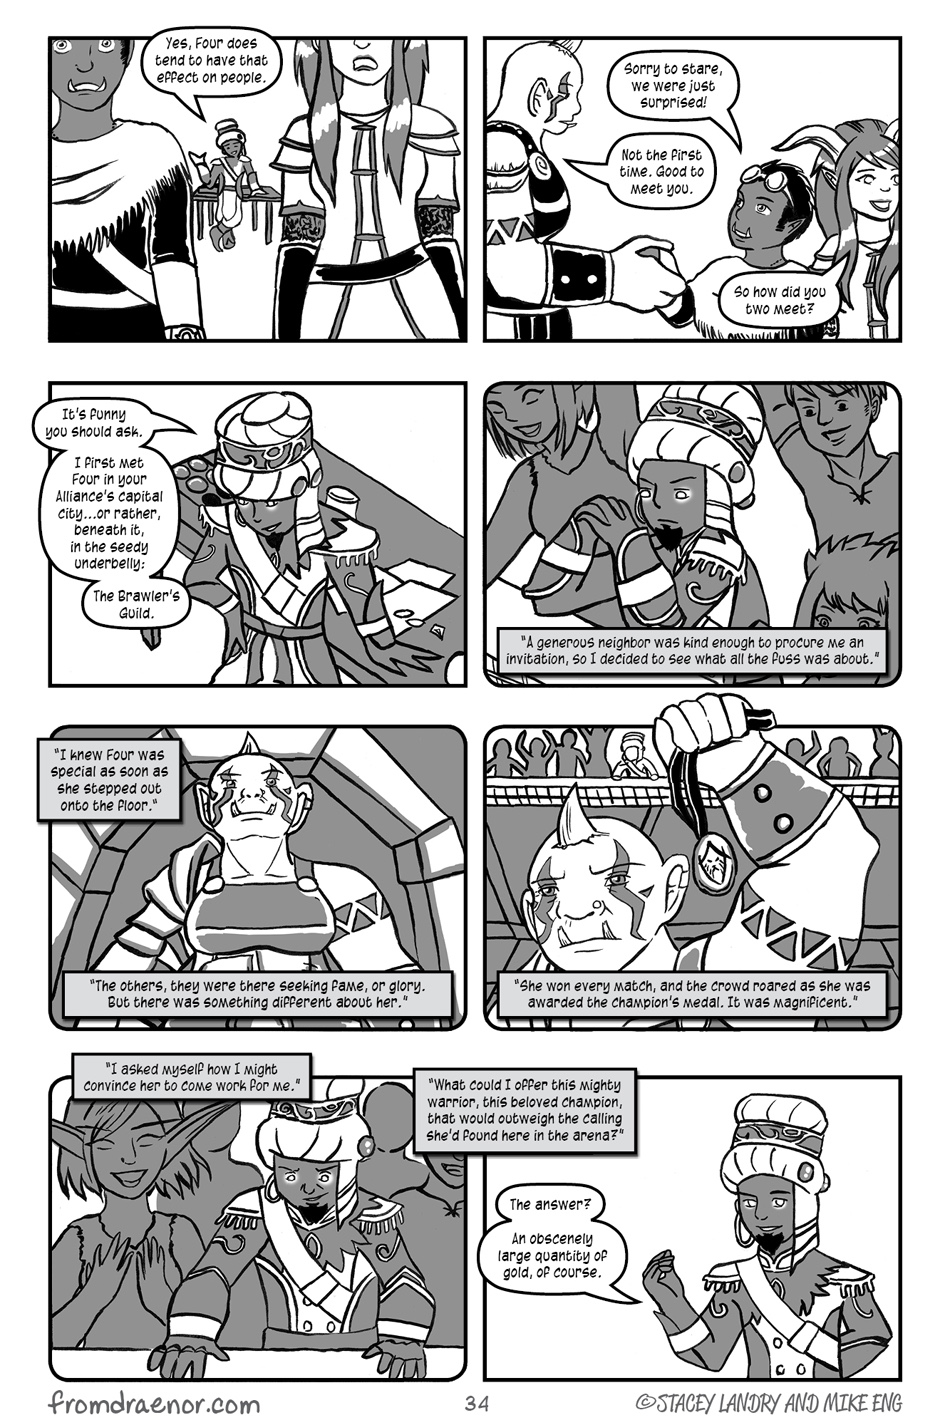 Yes, Four does
tend to have that
effect on people.
Sorry to stare,
we were just
surprised!
Not the first
time. Good to
meet you.
So how did you
two meet?
It's funny
you should ask.
I first met
Four in your
Alliance's capital
city...or rather,
beneath it,
in the seedy
underbelly:
The Brawler's
Guild.
"A generous neighbor was kind enough to procure me an
invitation, so I decided to see what all the fuss was about."
"I knew Four was
special as soon as
she stepped out
onto the floor."
"The others, they were there seeking fame, or glory.
But there was something different about her."
"She won every match, and the crowd roared as she was
awarded the champion's medal. It was magnificent."
"I asked myself how I might
convince her to come work for me."
"What could I offer this mighty
warrior, this beloved champion,
that would outweigh the calling
she'd found here in the arena?"
The answer?
An obscenely
large quantity of
gold, of course.
fromdraenor.com
34
©STACEY LANDRY AND MIKE ENG